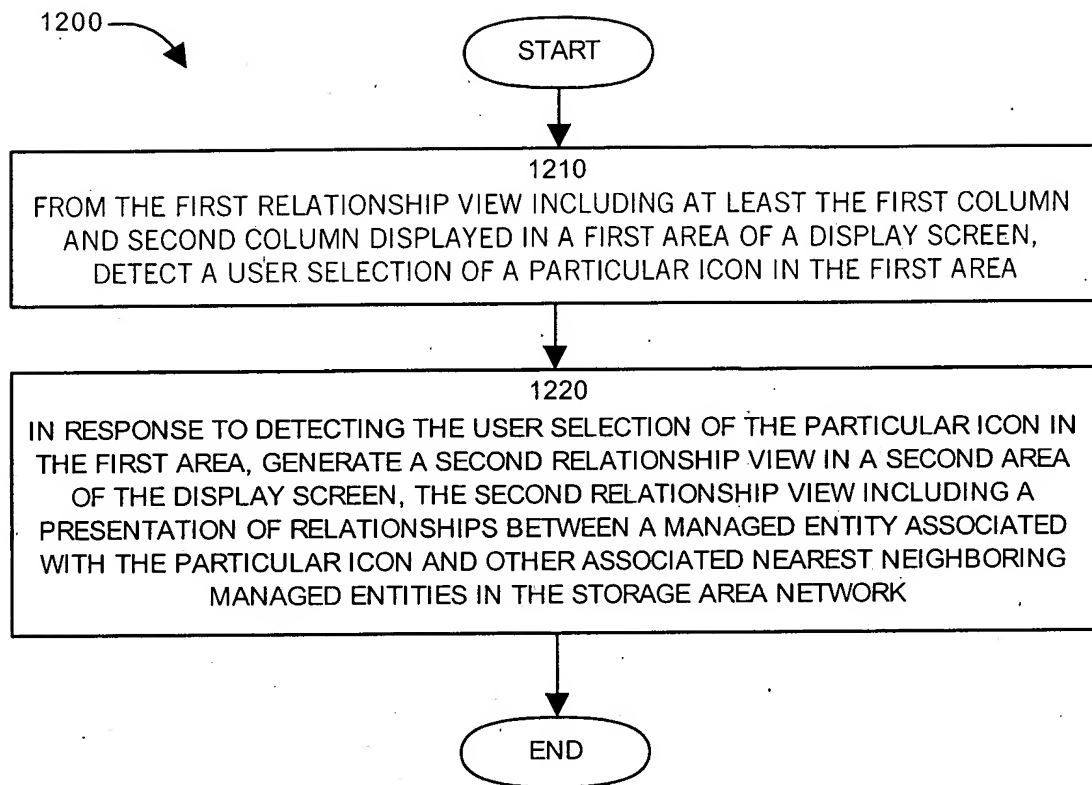 1200
START
1210
FROM THE FIRST RELATIONSHIP VIEW INCLUDING AT LEAST THE FIRST COLUMN
AND SECOND COLUMN DISPLAYED IN A FIRST AREA OF A DISPLAY SCREEN,
DETECT A USER SELECTION OF A PARTICULAR ICON IN THE FIRST AREA
1220
IN RESPONSE TO DETECTING THE USER SELECTION OF THE PARTICULAR ICON IN
THE FIRST AREA, GENERATE A SECOND RELATIONSHIP VIEW IN A SECOND AREA
OF THE DISPLAY SCREEN, THE SECOND RELATIONSHIP VIEW INCLUDING A
PRESENTATION OF RELATIONSHIPS BETWEEN A MANAGED ENTITY ASSOCIATED
WITH THE PARTICULAR ICON AND OTHER ASSOCIATED NEAREST NEIGHBORING
MANAGED ENTITIES IN THE STORAGE AREA NETWORK
END